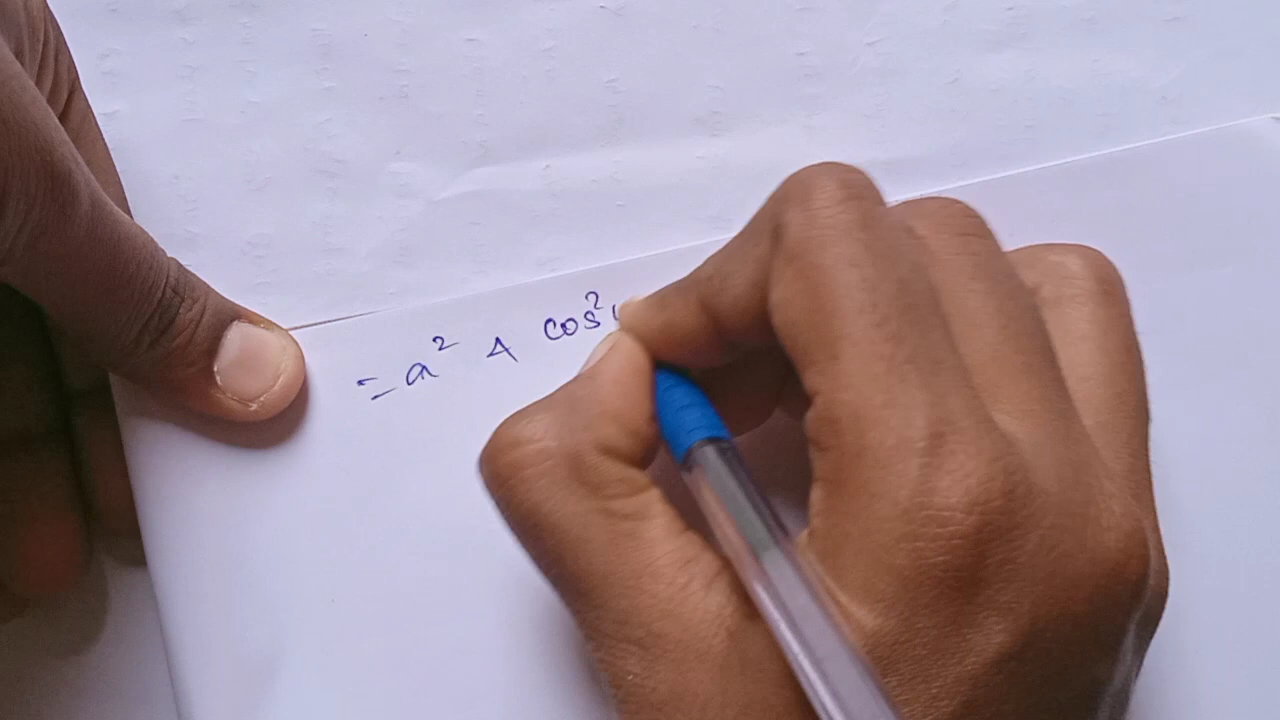 = a² 4 cos²